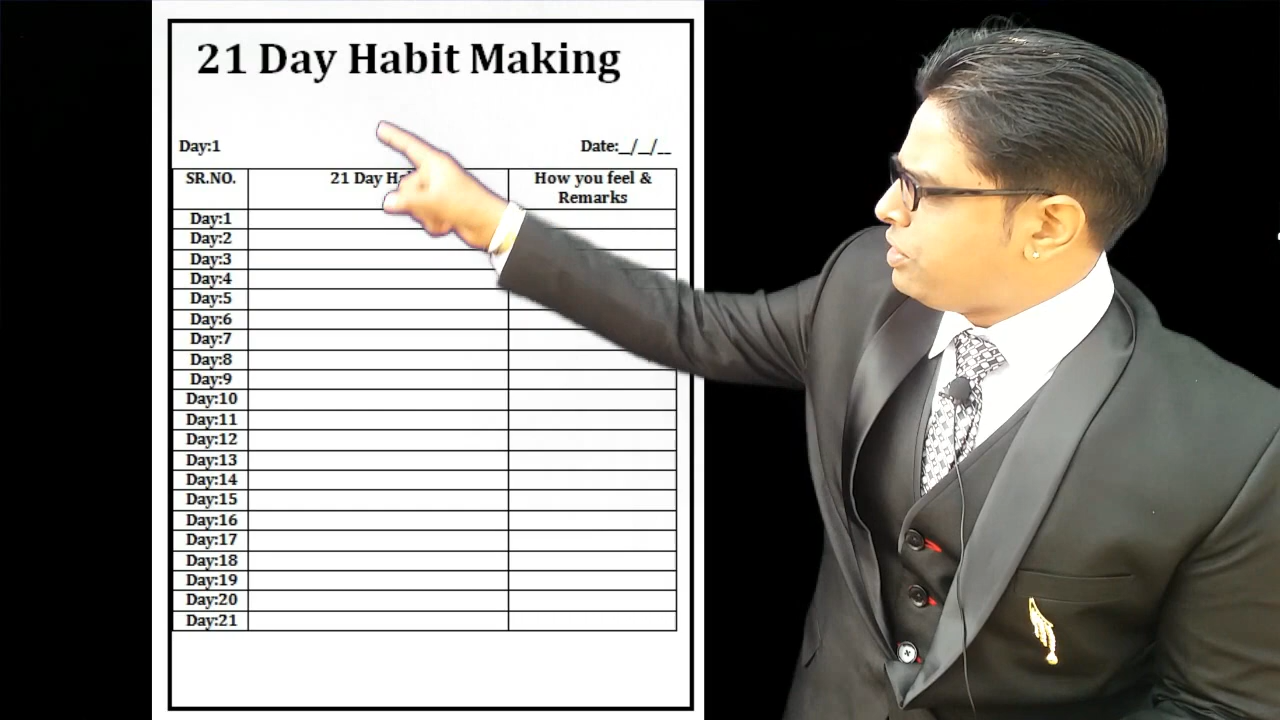 21 Day Habit Making
Day:1 Date:_/_/_
SR.NO. 21 Day How you feel &
Remarks
Day:1
Day:2
Day:3
Day:4
Day:5
Day:6
Day:7
Day:8
Day:9
Day:10
Day:11
Day:12
Day:13
Day:14
Day:15
Day:16
Day:17
Day:18
Day:19
Day:20
Day:21